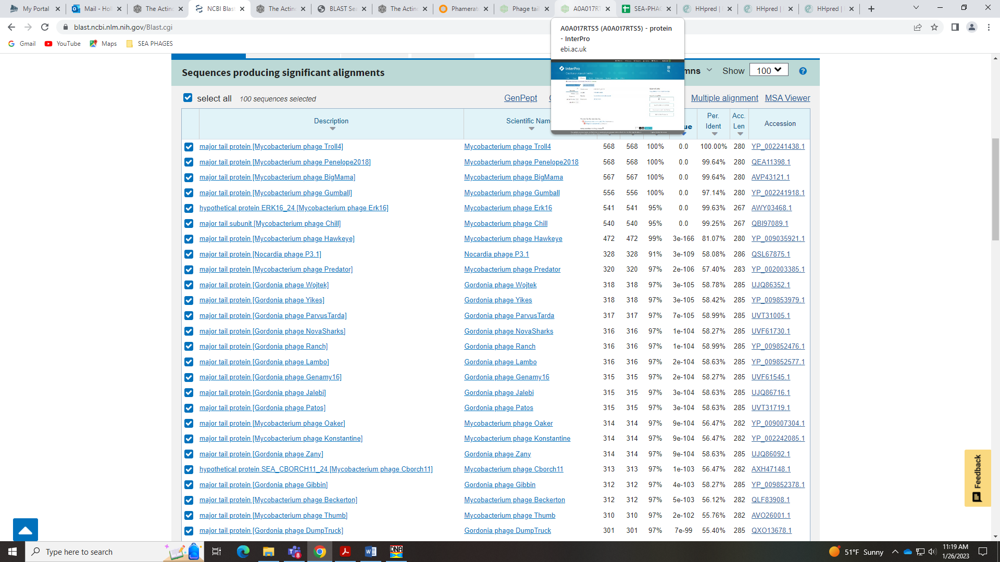 My Portal
Mail - Hol
The Actino
NCBI Blast
The Actino
BLAST Sea
The Actino
Phamerato
Phage tail
A0A017RT
SEA-PHAG
HHpred |
HHpred |
HHpred |
blast.ncbi.nlm.nih.gov/Blast.cgi
Gmail YouTube Maps SEA PHAGES
A0A017RTS5 (A0A017RTS5) - protein
- InterPro
ebi.ac.uk
InterPro
Sequences producing significant alignments
Show 100
select all 100 sequences selected
GenPept
Multiple alignment MSA Viewer
Description Scientific Nam Per. Ident Acc. Len Accession
major tail protein [Mycobacterium phage Troll4] Mycobacterium phage Troll4 568 568 100% 0.0 100.00% 280 YP_002241438.1
major tail protein [Mycobacterium phage Penelope2018] Mycobacterium phage Penelope2018 568 568 100% 0.0 99.64% 280 QEA11398.1
major tail protein [Mycobacterium phage BigMama] Mycobacterium phage BigMama 567 567 100% 0.0 99.64% 280 AVP43121.1
major tail protein [Mycobacterium phage Gumball] Mycobacterium phage Gumball 556 556 100% 0.0 97.14% 280 YP_002241918.1
hypothetical protein ERK16_24 [Mycobacterium phage Erk16] Mycobacterium phage Erk16 541 541 95% 0.0 99.63% 267 AWY03468.1
major tail subunit [Mycobacterium phage Chill] Mycobacterium phage Chill 540 540 95% 0.0 99.25% 267 QBI97089.1
major tail protein [Mycobacterium phage Hawkeye] Mycobacterium phage Hawkeye 472 472 99% 3e-166 81.07% 280 YP_009035921.1
major tail protein [Nocardia phage P3.1] Nocardia phage P3.1 328 328 91% 3e-109 58.08% 286 QSL67875.1
major tail protein [Mycobacterium phage Predator] Mycobacterium phage Predator 320 320 97% 2e-106 57.40% 283 YP_002003385.1
major tail protein [Gordonia phage Wojtek] Gordonia phage Wojtek 318 318 97% 3e-105 58.78% 285 UJQ86352.1
major tail protein [Gordonia phage Yikes] Gordonia phage Yikes 318 318 97% 3e-105 58.42% 285 YP_009853979.1
major tail protein [Gordonia phage ParvusTarda] Gordonia phage ParvusTarda 317 317 97% 7e-105 58.99% 285 UVT31005.1
major tail protein [Gordonia phage NovaSharks] Gordonia phage NovaSharks 316 316 97% 1e-104 58.27% 285 UVF61730.1
major tail protein [Gordonia phage Ranch] Gordonia phage Ranch 316 316 97% 1e-104 58.99% 285 YP_009852476.1
major tail protein [Gordonia phage Lambo] Gordonia phage Lambo 316 316 97% 2e-104 58.63% 285 YP_009852577.1
major tail protein [Gordonia phage Genamy16] Gordonia phage Genamy16 315 315 97% 2e-104 58.27% 285 UVF61545.1
major tail protein [Gordonia phage Jalebi] Gordonia phage Jalebi 315 315 97% 3e-104 58.63% 285 UJQ86716.1
major tail protein [Gordonia phage Patos] Gordonia phage Patos 315 315 97% 3e-104 58.63% 285 UVT31719.1
major tail protein [Mycobacterium phage Oaker] Mycobacterium phage Oaker 314 314 97% 9e-104 56.47% 282 YP_009007304.1
major tail protein [Mycobacterium phage Konstantine] Mycobacterium phage Konstantine 314 314 97% 9e-104 56.47% 282 YP_002242085.1
major tail protein [Gordonia phage Zany] Gordonia phage Zany 314 314 97% 9e-104 58.63% 285 UJQ86092.1
hypothetical protein SEA_CBORCH11_24 [Mycobacterium phage Cborch11] Mycobacterium phage Cborch11 313 313 97% 1e-103 56.47% 282 AXH47148.1
major tail protein [Gordonia phage Gibbin] Gordonia phage Gibbin 312 312 97% 4e-103 58.27% 285 YP_009852378.1
major tail protein [Mycobacterium phage Beckerton] Mycobacterium phage Beckerton 312 312 97% 5e-103 56.12% 282 QLF83908.1
major tail protein [Mycobacterium phage Thumb] Mycobacterium phage Thumb 310 310 97% 2e-102 55.76% 282 AVO26001.1
major tail protein [Gordonia phage DumpTruck] Gordonia phage DumpTruck 301 301 97% 7e-99 55.40% 285 QXO13678.1
Feedback
Type here to search
8
DNA
51°F Sunny
11:19 AM
1/26/2023